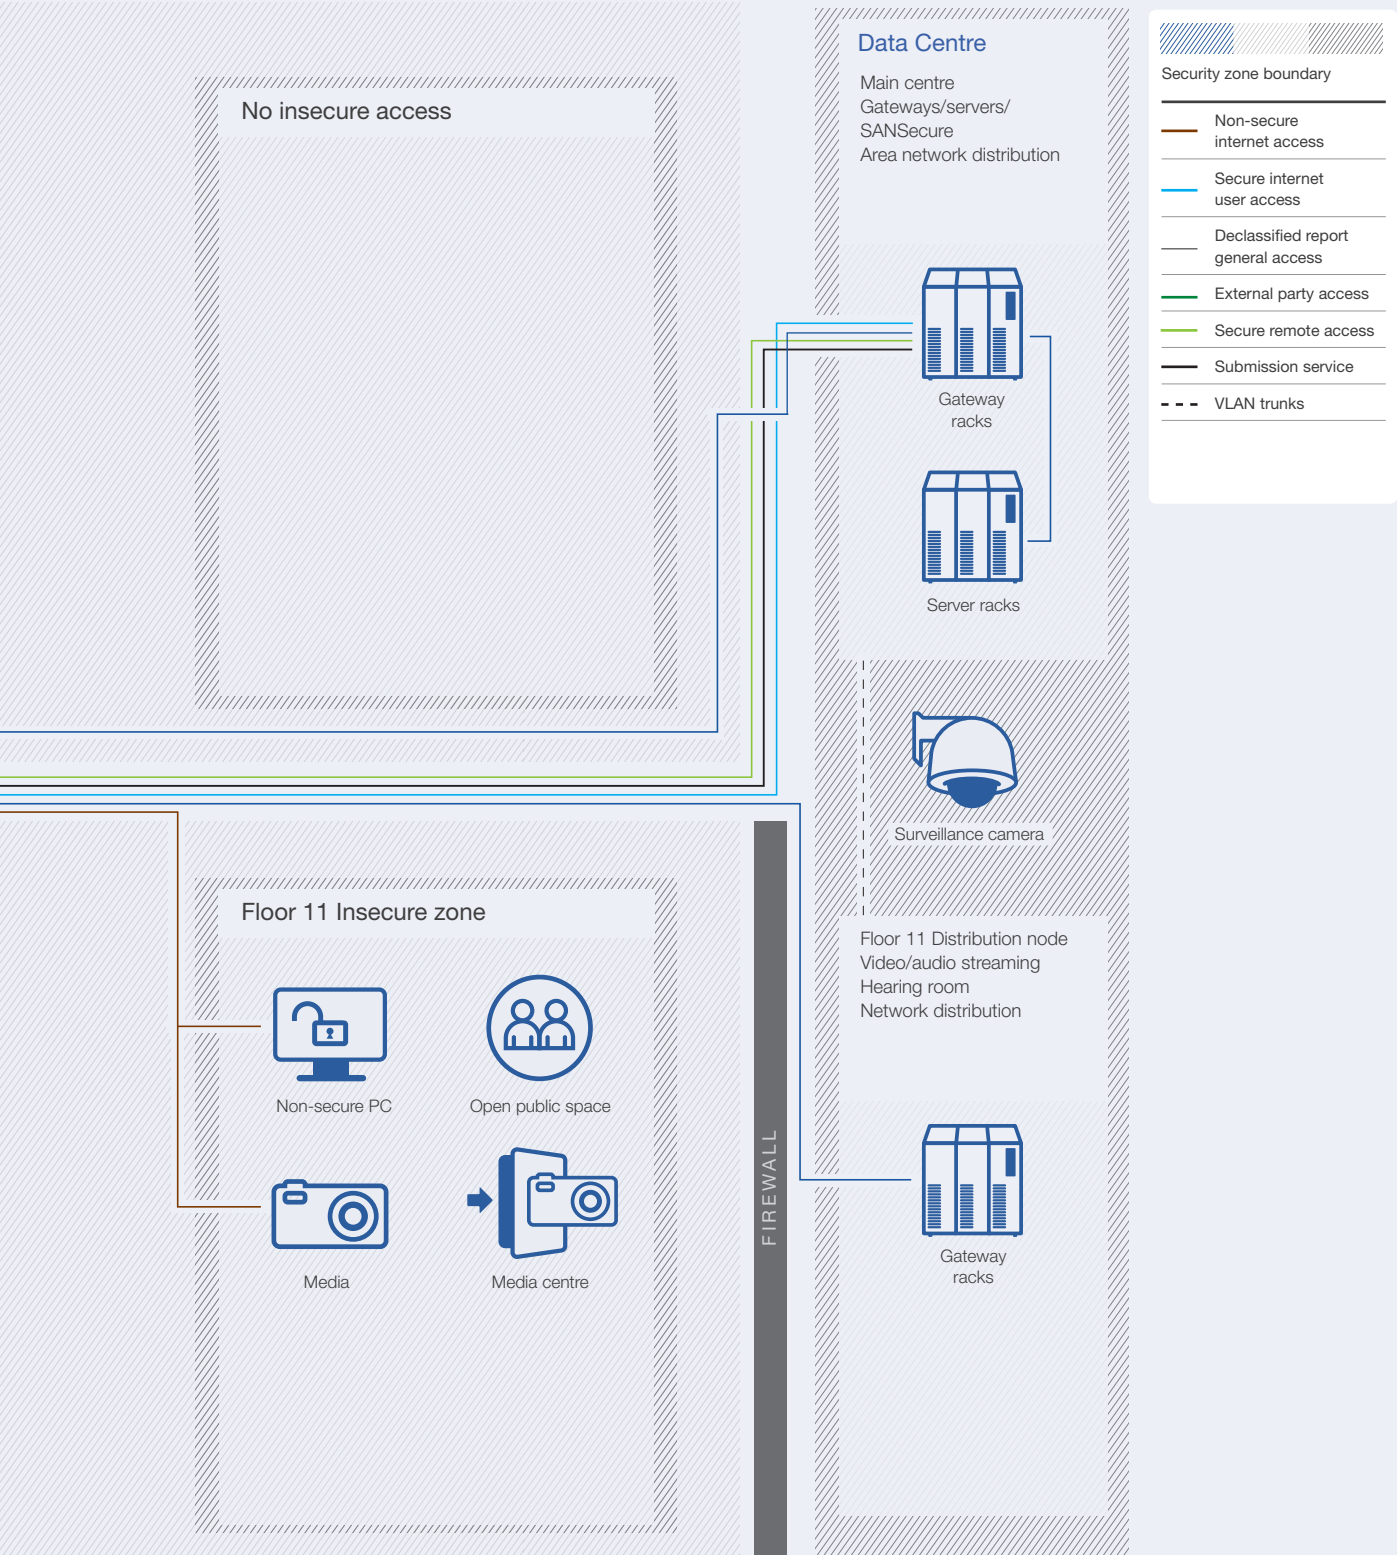 No insecure access
Data Centre
Main centre
Gateways/servers/
SANSecure
Area network distribution
Gateway
racks
Server racks
Surveillance camera
Floor 11 Insecure zone
Non-secure PC
Open public space
Media
Media centre
FIREWALL
Floor 11 Distribution node
Video/audio streaming
Hearing room
Network distribution
Gateway
racks
Security zone boundary
Non-secure
internet access
Secure internet
user access
Declassified report
general access
External party access
Secure remote access
Submission service
VLAN trunks